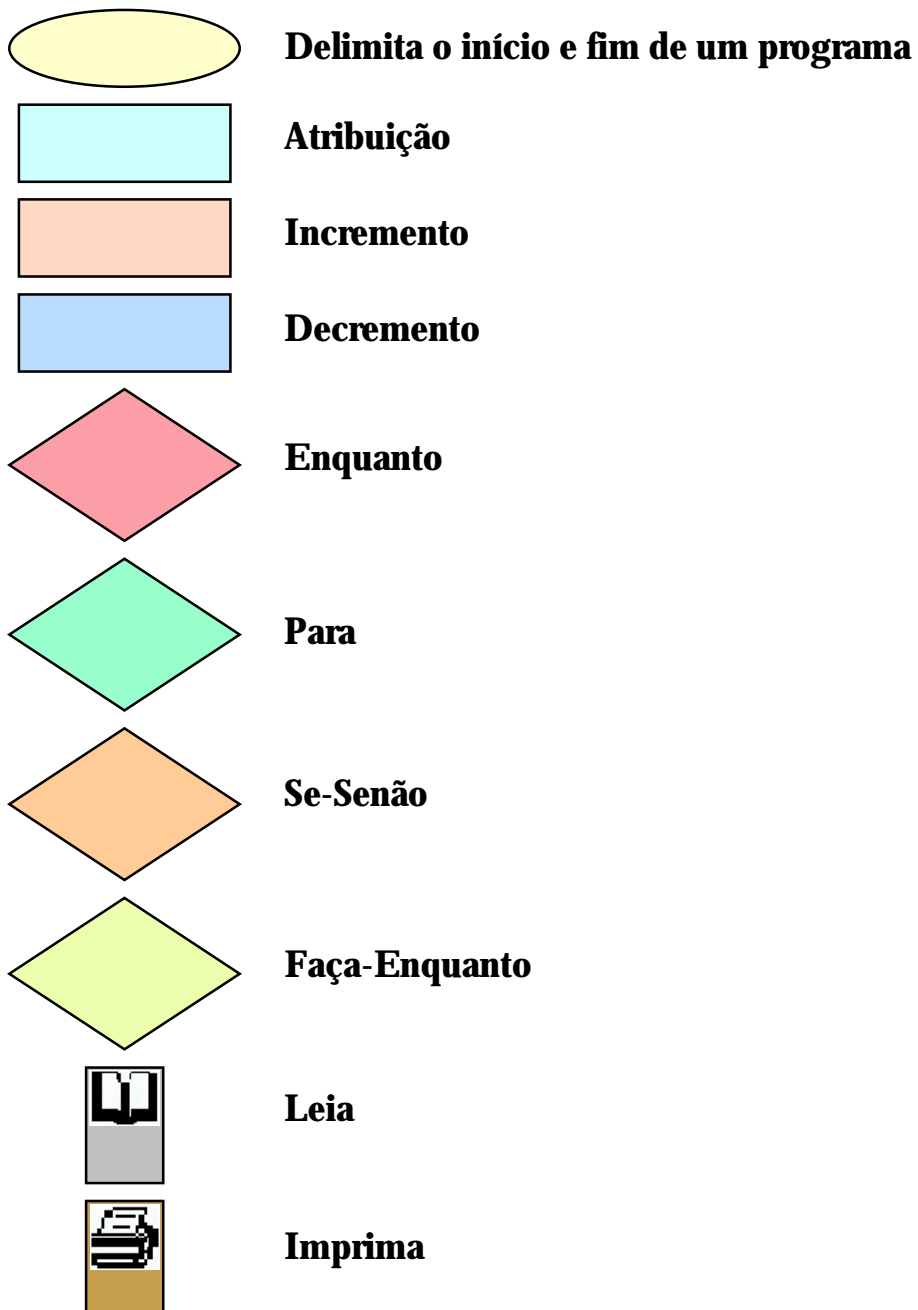 Delimita o início e fim de um programa
Atribuição
Incremento
Decremento
Enquanto
Para
Se-Senão
Faça-Enquanto
Leia
Imprima